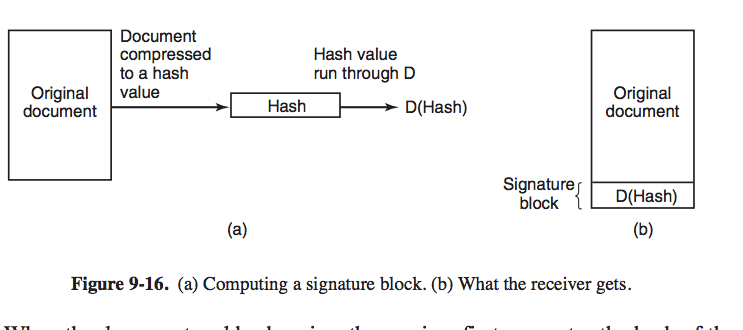 Document
compressed
to a hash
value
Original
document
Hash
Hash value
run through D
D(Hash)
(a)
Original
document
Signature
block
D(Hash)
(b)
Figure 9-16. (a) Computing a signature block. (b) What the receiver gets.